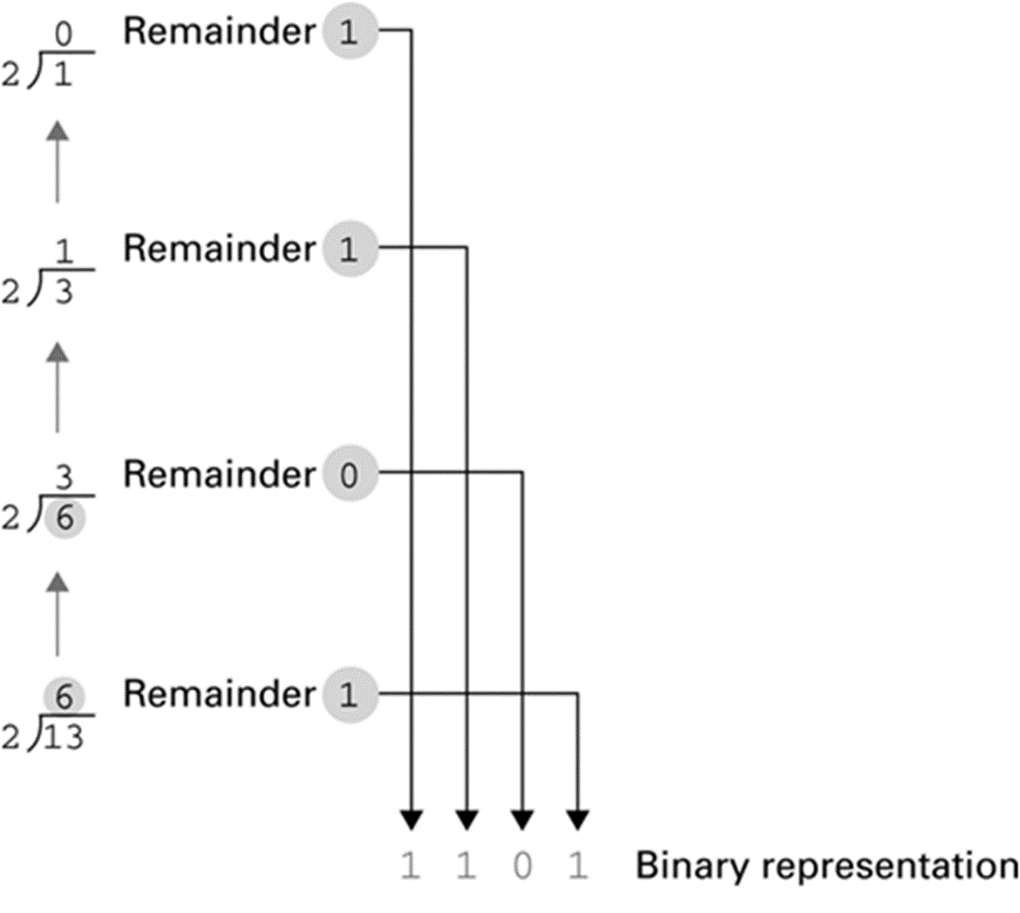 0 Remainder 1
2 1
1 Remainder 1
2 3
3 Remainder 0
2 6
6 Remainder 1
2 13
1 1 0 1 Binary representation